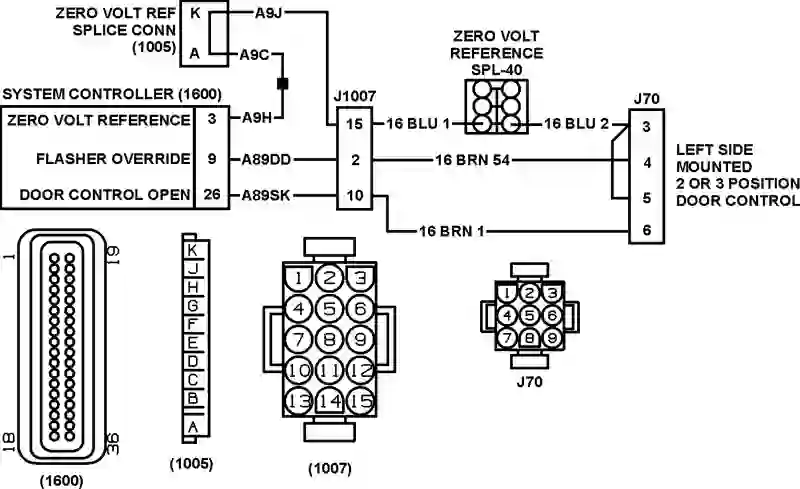 ZERO VOLT REF
SPLICE CONN
(1005)
K
A
A9J
A9C
ZERO VOLT
REFERENCE
SPL-40
SYSTEM CONTROLLER (1600)
ZERO VOLT REFERENCE 3 A9H
FLASHER OVERRIDE 9 A89DD
DOOR CONTROL OPEN 26 A89SK
J1007
15
2
10
16 BLU 1
16 BLU 2
16 BRN 54
16 BRN 1
J70
3
4
5
6
LEFT SIDE
MOUNTED
2 OR 3 POSITION
DOOR CONTROL
1 19
18 36
(1600)
K
J
H
G
F
E
D
C
B
A
(1005)
1 2 3
4 5 6
7 8 9
10 11 12
13 14 15
(1007)
1 2 3
4 5 6
7 8 9
J70